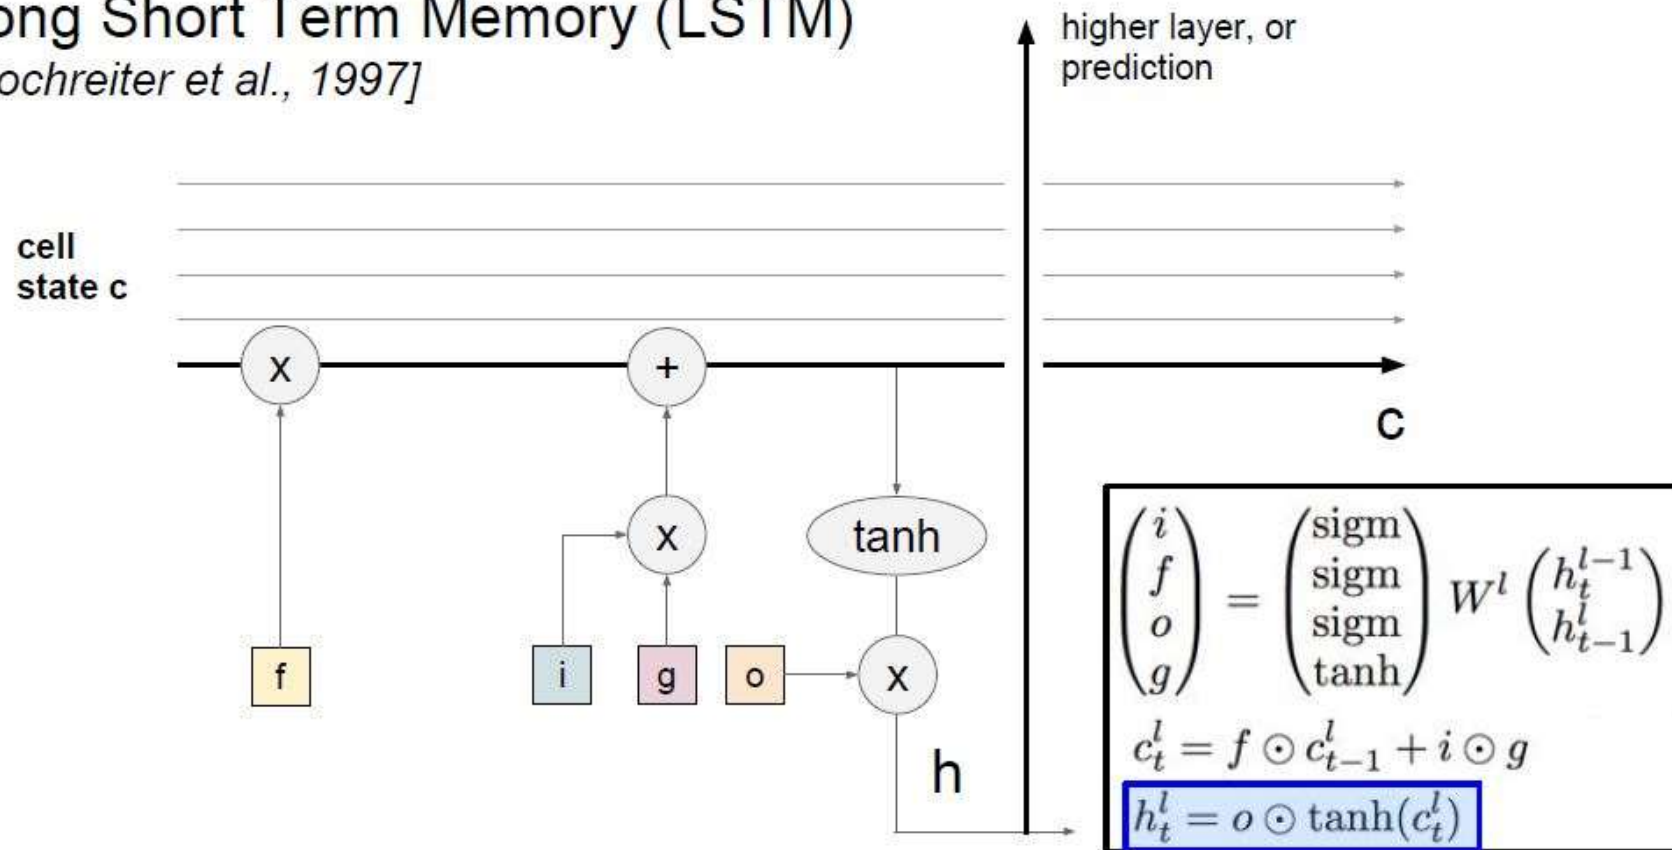 ong Short Term Memory (LSTM)
ochreiter et al., 1997]
higher layer, or
prediction
cell
state c
x
+
c
x
tanh
f
i
g
o
x
h
(i f o g) = (sigm sigm sigm tanh) W^l (h_t^{l-1} h_{t-1}^l)
c_t^l = f ⊙ c_{t-1}^l + i ⊙ g
h_t^l = o ⊙ tanh(c_t^l)